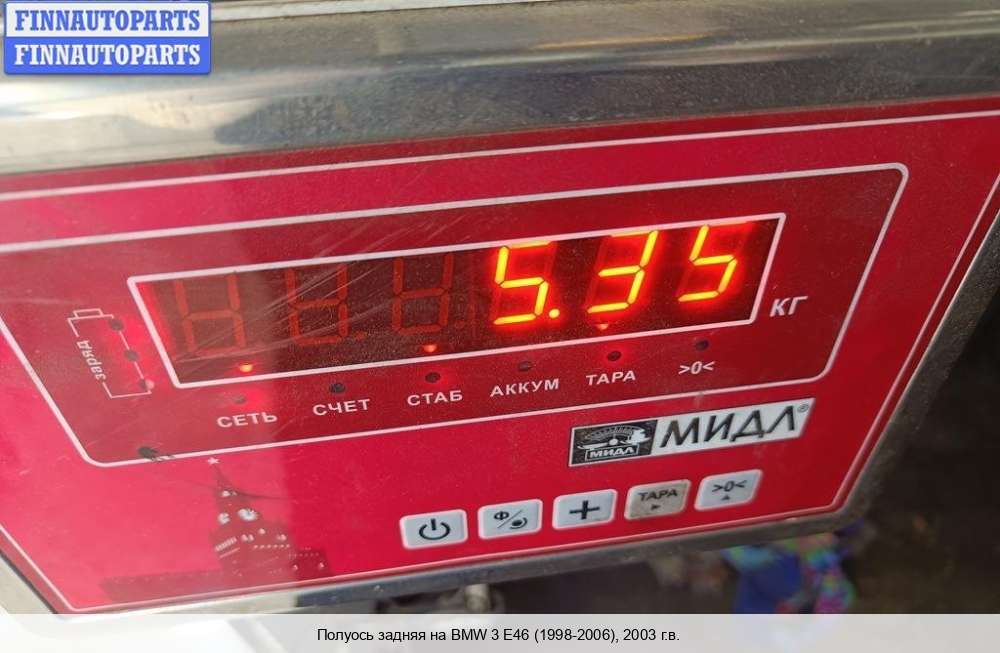 FINNAUTOPARTS
FINNAUTOPARTS
5.35
КГ
заряд
СЕТЬ СЧЕТ СТАБ АККУМ ТАРА >0<
МИДЛ МИДЛ®
Ф/ + ТАРА >0<
Полуось задняя на BMW 3 E46 (1998-2006), 2003 г.в.